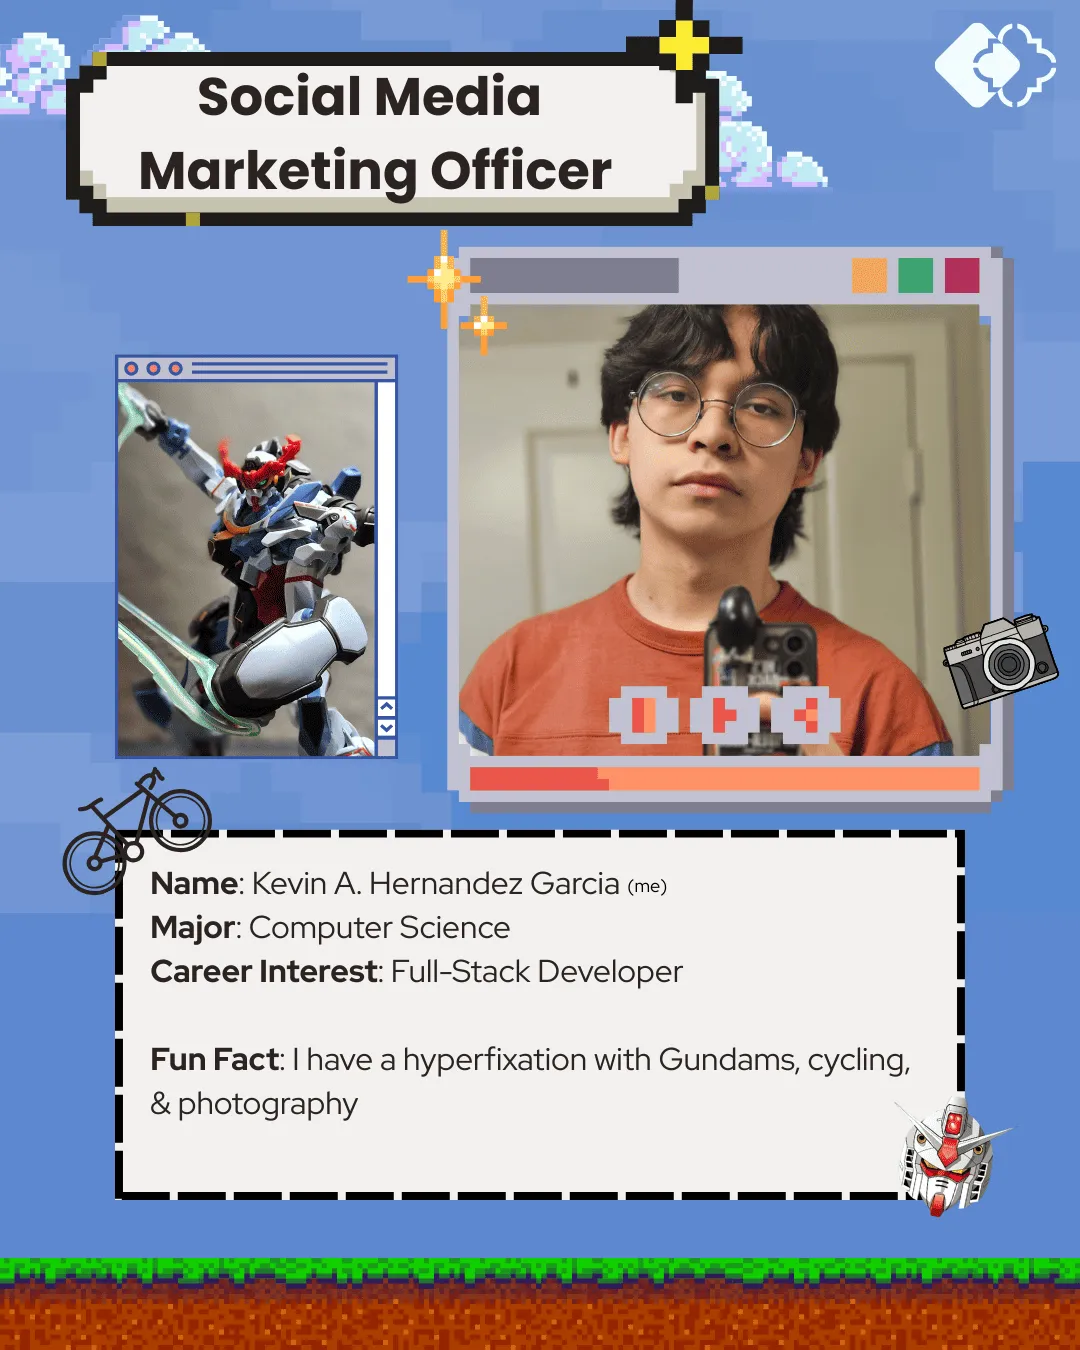 Social Media
Marketing Officer
Name: Kevin A. Hernandez Garcia (me)
Major: Computer Science
Career Interest: Full-Stack Developer
Fun Fact: I have a hyperfixation with Gundams, cycling,
& photography